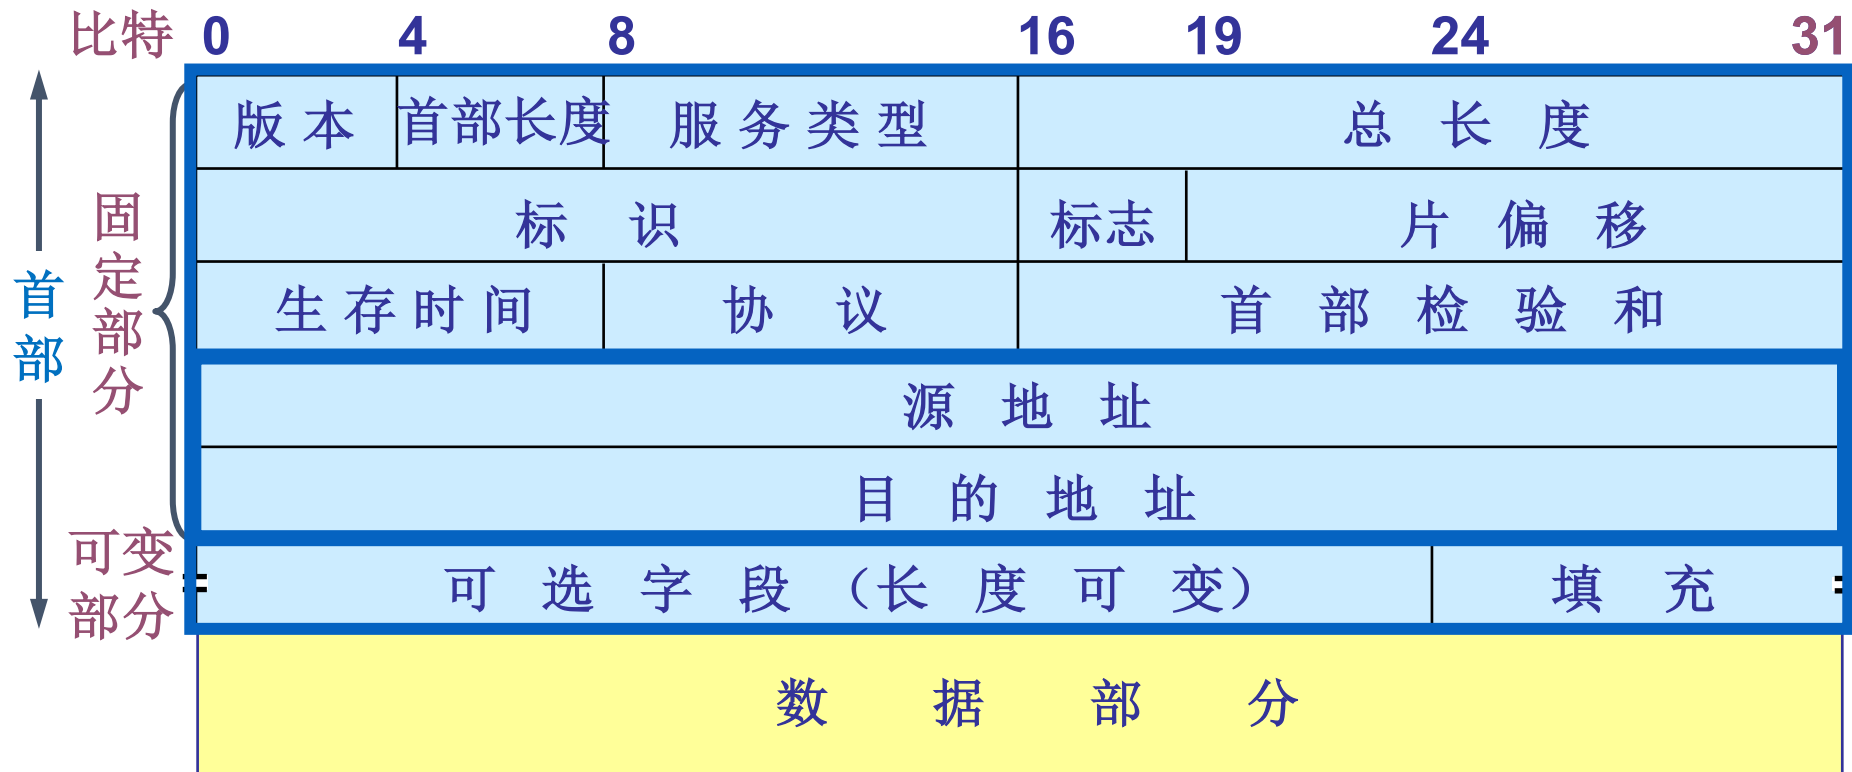 比特 0 4 8 16 19 24 31
版本 首部长度 服务类型 总长度
标识 标志 片偏移
生存时间 协议 首部检验和
源地址
目的地址
可选字段（长度可变） 填充
数据部分
首部
固定部分
可变
部分